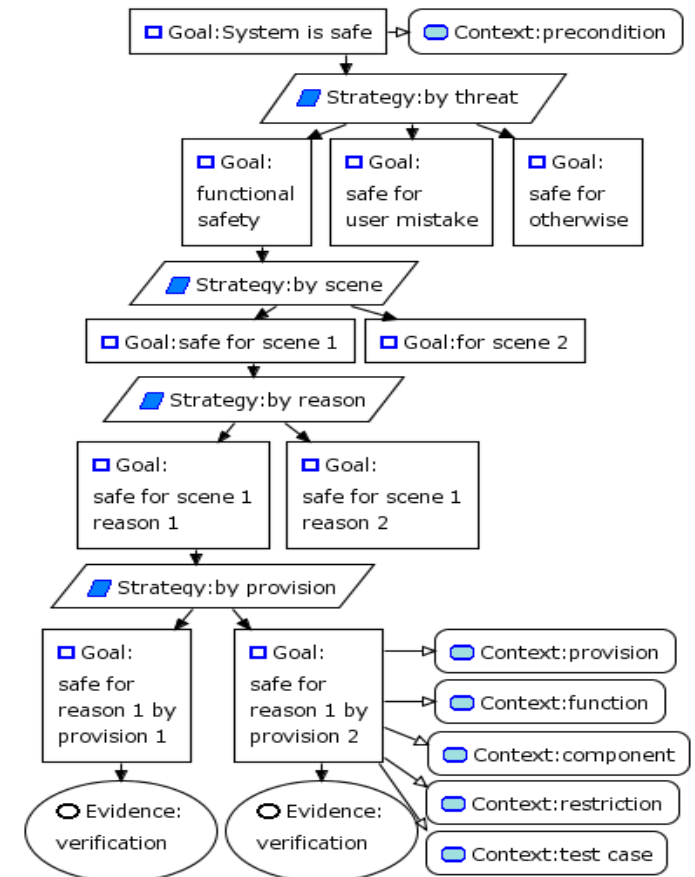 Goal:System is safe
Context:precondition
Strategy:by threat
Goal:
functional
safety
Goal:
safe for
user mistake
Goal:
safe for
otherwise
Strategy:by scene
Goal:safe for scene 1
Goal:for scene 2
Strategy:by reason
Goal:
safe for scene 1
reason 1
Goal:
safe for scene 1
reason 2
Strategy:by provision
Goal:
safe for
reason 1 by
provision 1
Goal:
safe for
reason 1 by
provision 2
Context:provision
Context:function
Context:component
Context:restriction
Context:test case
Evidence:
verification
Evidence:
verification